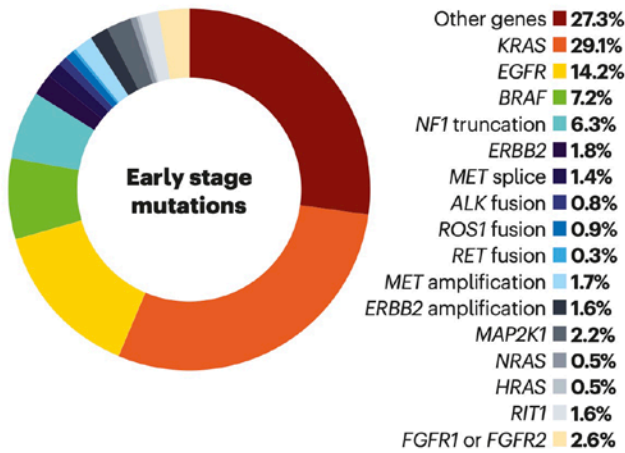 Early stage
mutations
Other genes 27.3%
KRAS 29.1%
EGFR 14.2%
BRAF 7.2%
NF1 truncation 6.3%
ERBB2 1.8%
MET splice 1.4%
ALK fusion 0.8%
ROS1 fusion 0.9%
RET fusion 0.3%
MET amplification 1.7%
ERBB2 amplification 1.6%
MAP2K1 2.2%
NRAS 0.5%
HRAS 0.5%
RIT1 1.6%
FGFR1 or FGFR2 2.6%